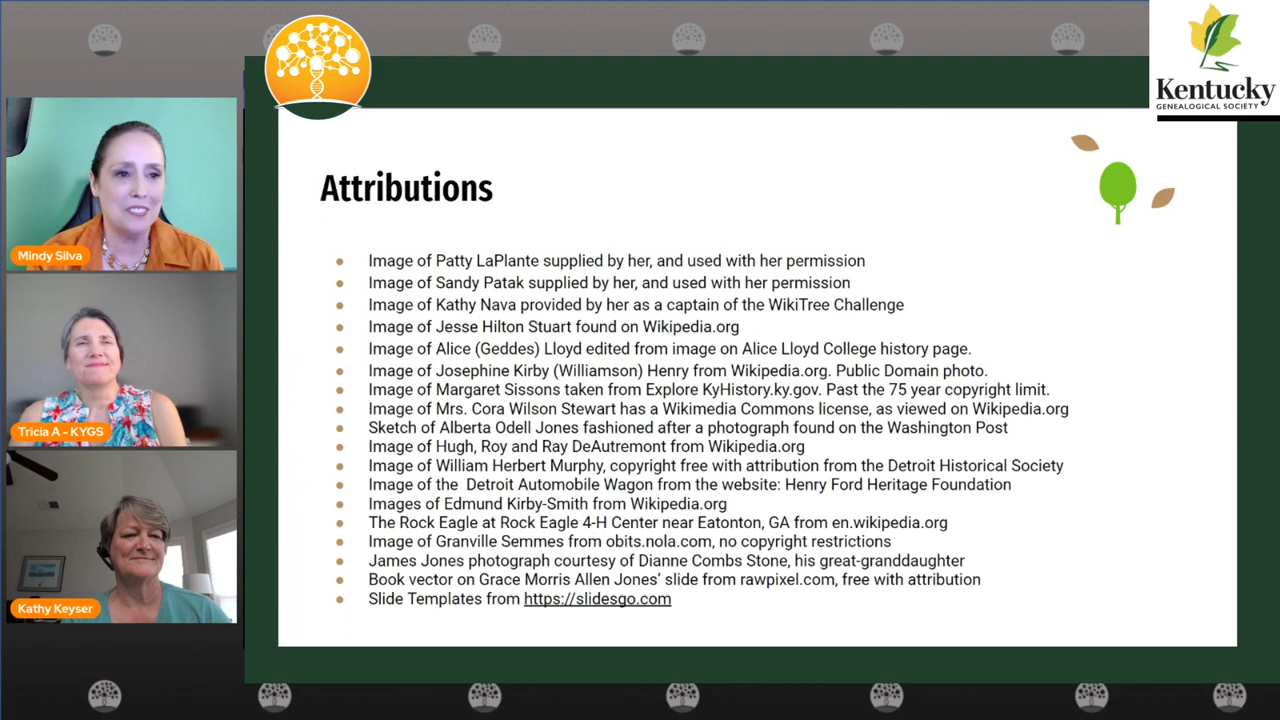 Kentucky
GENEALOGICAL SOCIETY
Attributions
Image of Patty LaPlante supplied by her, and used with her permission
Image of Sandy Patak supplied by her, and used with her permission
Image of Kathy Nava provided by her as a captain of the WikiTree Challenge
Image of Jesse Hilton Stuart found on Wikipedia.org
Image of Alice (Geddes) Lloyd edited from image on Alice Lloyd College history page.
Image of Josephine Kirby (Williamson) Henry from Wikipedia.org. Public Domain photo.
Image of Margaret Sissons taken from Explore KyHistory.ky.gov. Past the 75 year copyright limit.
Image of Mrs. Cora Wilson Stewart has a Wikimedia Commons license, as viewed on Wikipedia.org
Sketch of Alberta Odell Jones fashioned after a photograph found on the Washington Post
Image of Hugh, Roy and Ray DeAutremont from Wikipedia.org
Image of William Herbert Murphy, copyright free with attribution from the Detroit Historical Society
Image of the  Detroit Automobile Wagon from the website: Henry Ford Heritage Foundation
Images of Edmund Kirby-Smith from Wikipedia.org
The Rock Eagle at Rock Eagle 4-H Center near Eatonton, GA from en.wikipedia.org
Image of Granville Semmes from obits.nola.com, no copyright restrictions
James Jones photograph courtesy of Dianne Combs Stone, his great-granddaughter
Book vector on Grace Morris Allen Jones' slide from rawpixel.com, free with attribution
Slide Templates from https://slidesgo.com
Mindy Silva
Tricia A - KYGS
Kathy Keyser